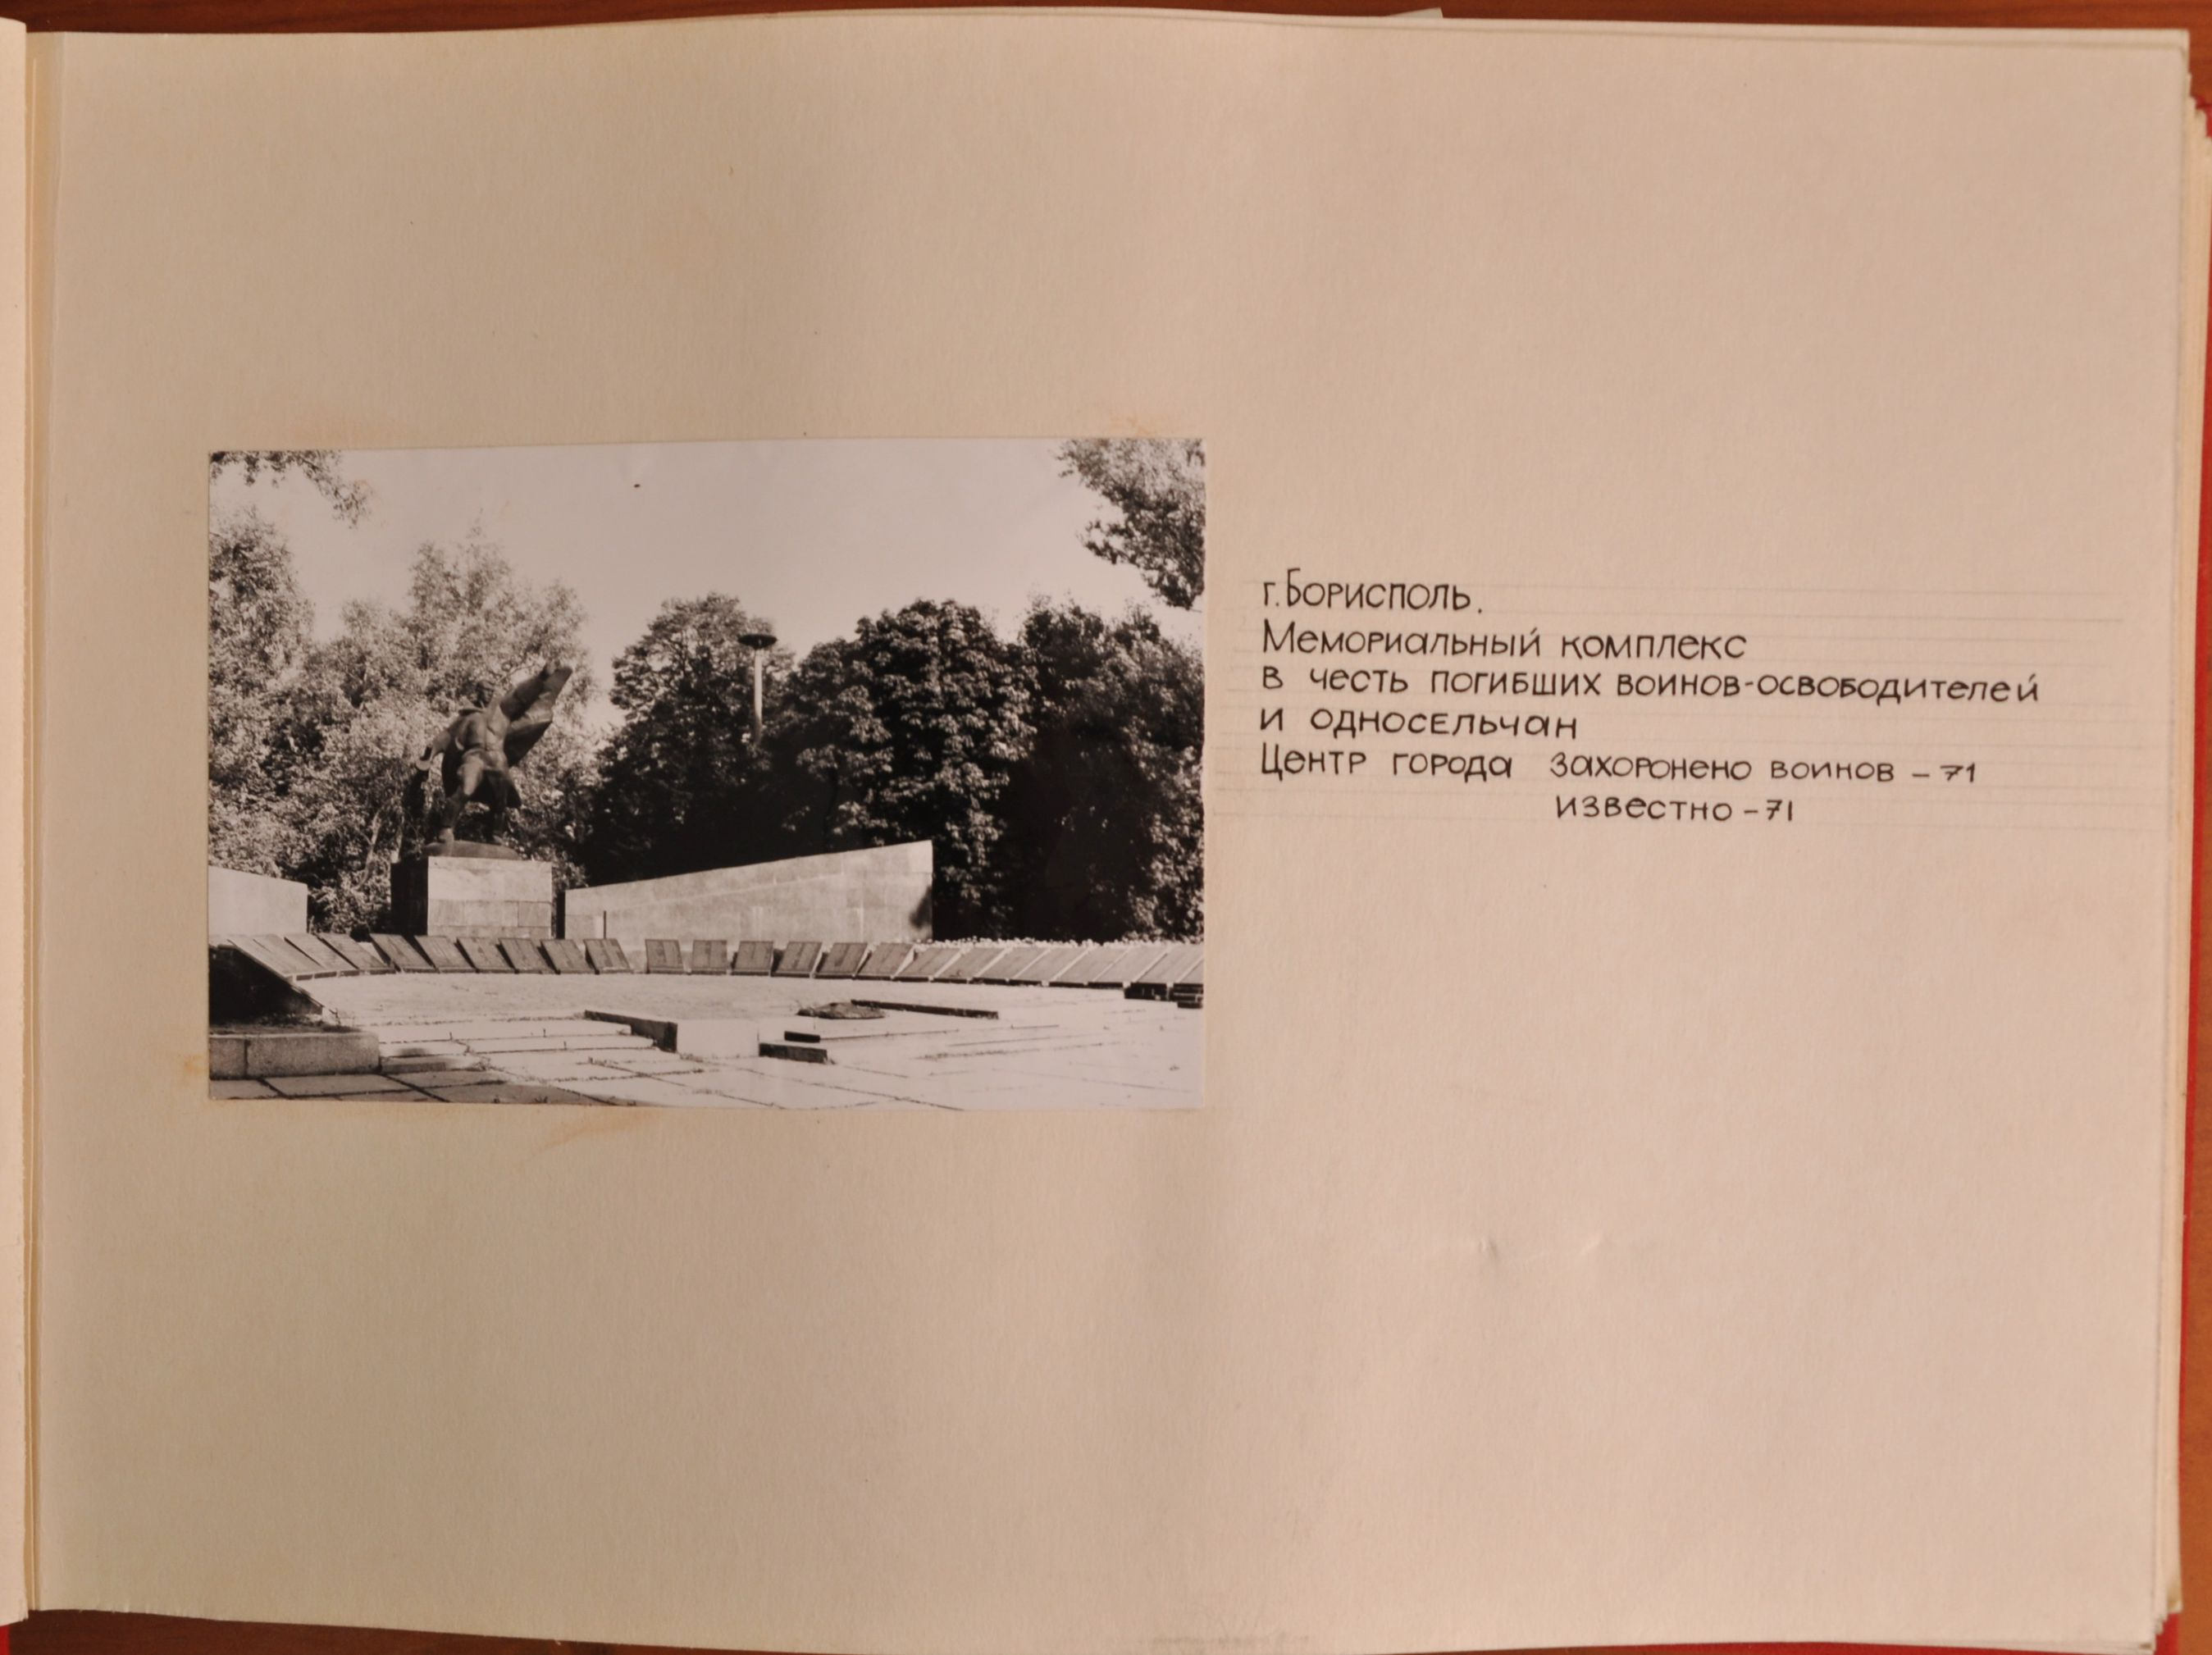 г. Борисполь.
Мемориальный комплекс
в честь погибших воинов-освободителей
и односельчан
Центр города захоронено воинов – 71
известно – 71